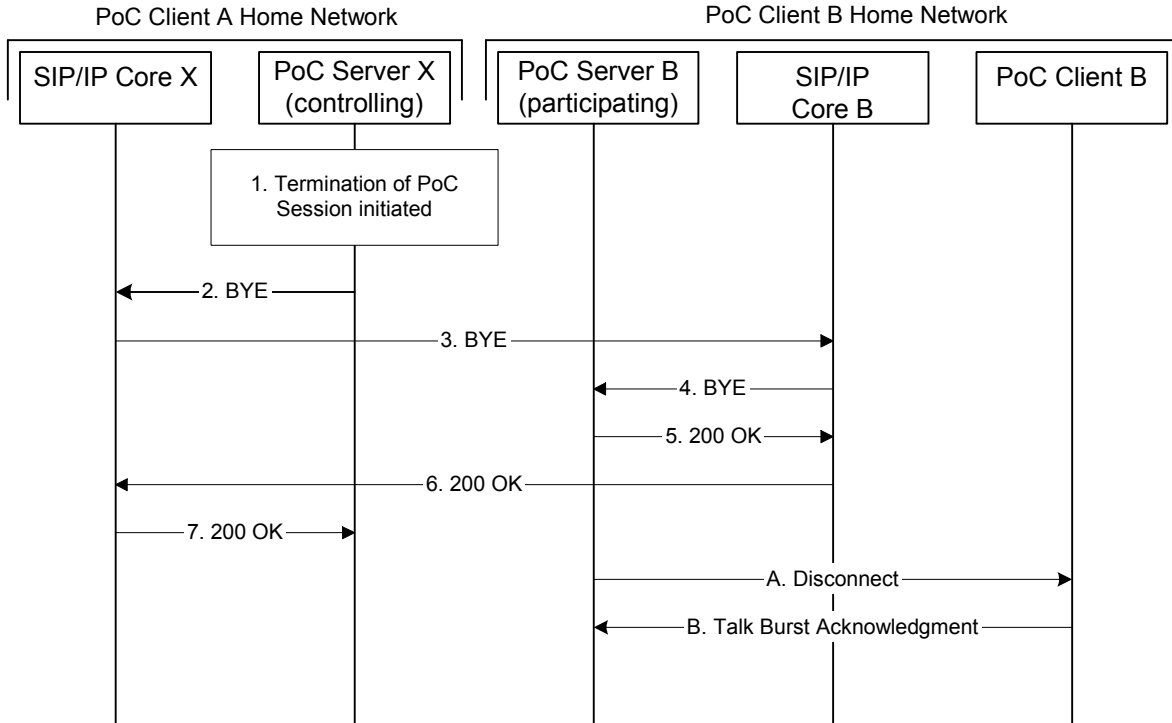 PoC Client A Home Network
PoC Client B Home Network
SIP/IP Core X
PoC Server X
(controlling)
PoC Server B
(participating)
SIP/IP
Core B
PoC Client B
1. Termination of PoC
Session initiated
2. BYE
3. BYE
4. BYE
5. 200 OK
6. 200 OK
7. 200 OK
A. Disconnect
B. Talk Burst Acknowledgment